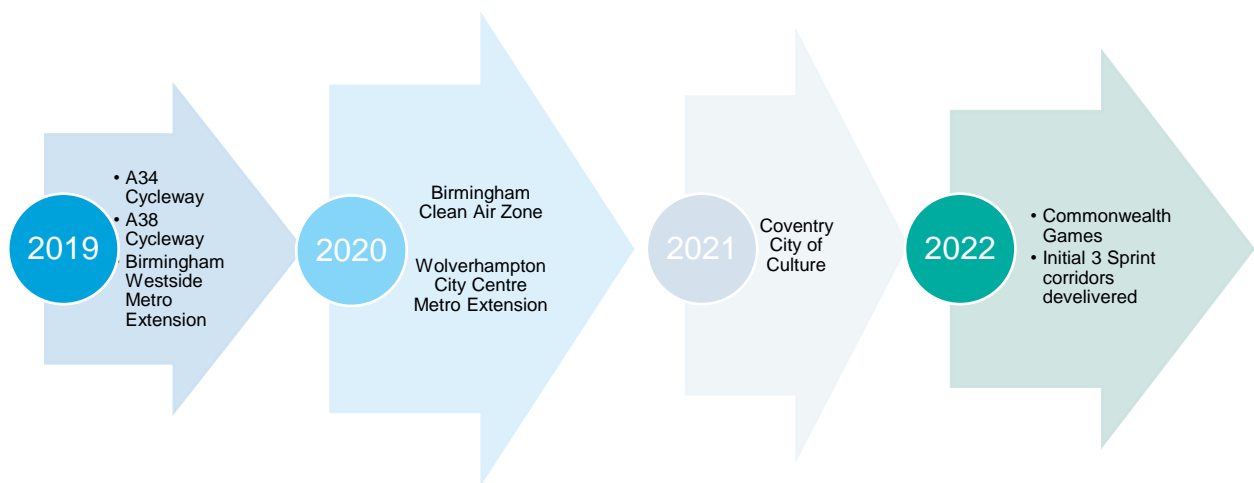 2019
• A34
Cycleway
• A38
Cycleway
• Birmingham
Westside
Metro
Extension
2020
Birmingham
Clean Air Zone
Wolverhampton
City Centre
Metro Extension
2021
Coventry
City of
Culture
2022
• Commonwealth
Games
• Initial 3 Sprint
corridors
develivered